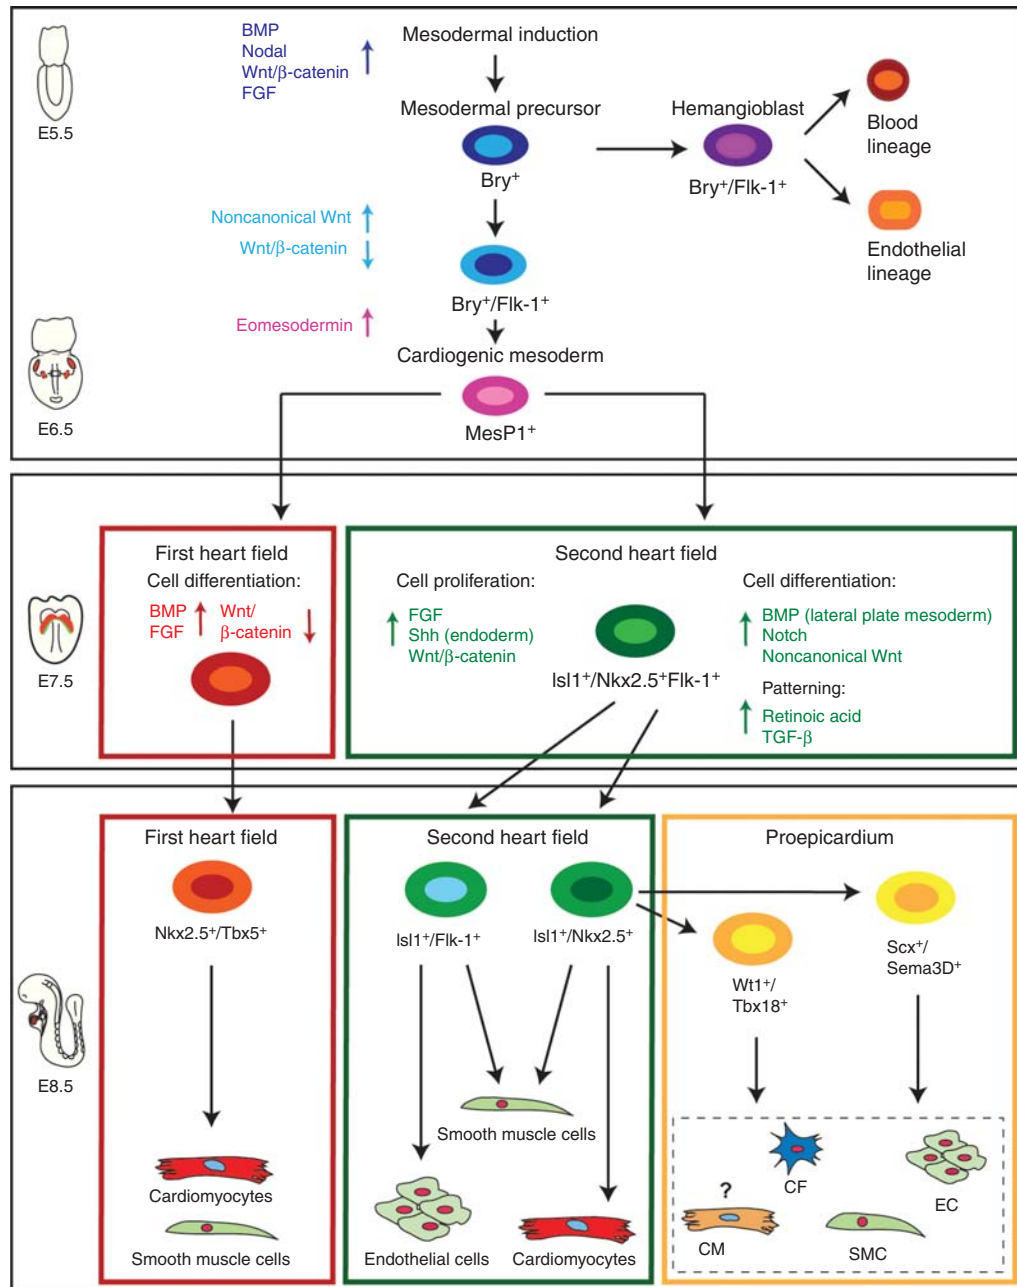 BMP
Nodal
Wnt/β-catenin
FGF
Mesodermal induction
E5.5
Mesodermal precursor
Bry⁺
Hemangioblast
Bry⁺/Flk-1⁺
Blood
lineage
Endothelial
lineage
Noncanonical Wnt
Wnt/β-catenin
Bry⁺/Flk-1⁺
Eomesodermin
Cardiogenic mesoderm
MesP1⁺
E6.5
First heart field
Cell differentiation:
BMP
FGF
Wnt/
β-catenin
E7.5
Second heart field
Cell proliferation:
FGF
Shh (endoderm)
Wnt/β-catenin
Isl1⁺/Nkx2.5⁺Flk-1⁺
Cell differentiation:
BMP (lateral plate mesoderm)
Notch
Noncanonical Wnt
Patterning:
Retinoic acid
TGF-β
First heart field
Nkx2.5⁺/Tbx5⁺
E8.5
Cardiomyocytes
Smooth muscle cells
Second heart field
Isl1⁺/Flk-1⁺
Isl1⁺/Nkx2.5⁺
Smooth muscle cells
Endothelial cells
Cardiomyocytes
Proepicardium
Wt1⁺/
Tbx18⁺
Scx⁺/
Sema3D⁺
CF
EC
?
CM
SMC